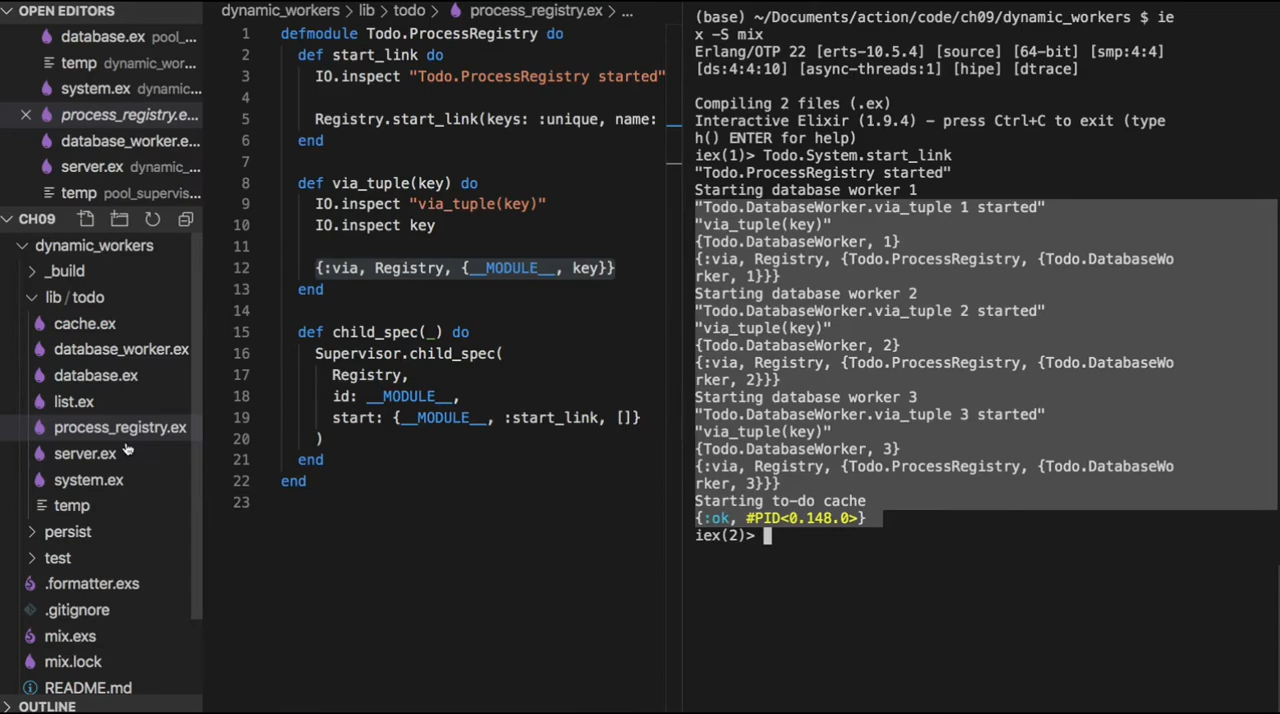 OPEN EDITORS
database.ex pool_...
temp dynamic_wor...
system.ex dynamic_...
process_registry.e...
database_worker.e...
server.ex dynamic_...
temp pool_supervis...
CH09
dynamic_workers
_build
lib / todo
cache.ex
database_worker.ex
database.ex
list.ex
process_registry.ex
server.ex
system.ex
temp
persist
test
.formatter.exs
.gitignore
mix.exs
mix.lock
README.md
OUTLINE
dynamic_workers > lib > todo > process_registry.ex > ...
1 defmodule Todo.ProcessRegistry do
2 def start_link do
3 IO.inspect "Todo.ProcessRegistry started"
4
5 Registry.start_link(keys: :unique, name: __
6 end
7
8 def via_tuple(key) do
9 IO.inspect "via_tuple(key)"
10 IO.inspect key
11
12 {:via, Registry, {__MODULE__, key}}
13 end
14
15 def child_spec(_) do
16 Supervisor.child_spec(
17 Registry,
18 id: __MODULE__,
19 start: {__MODULE__, :start_link, []}
20 )
21 end
22 end
23
(base) ~/Documents/action/code/ch09/dynamic_workers $ ie
x -S mix
Erlang/OTP 22 [erts-10.5.4] [source] [64-bit] [smp:4:4]
[ds:4:4:10] [async-threads:1] [hipe] [dtrace]
Compiling 2 files (.ex)
Interactive Elixir (1.9.4) - press Ctrl+C to exit (type
h() ENTER for help)
iex(1)> Todo.System.start_link
"Todo.ProcessRegistry started"
Starting database worker 1
"Todo.DatabaseWorker.via_tuple 1 started"
"via_tuple(key)"
{Todo.DatabaseWorker, 1}
{:via, Registry, {Todo.ProcessRegistry, {Todo.DatabaseWo
rker, 1}}}
Starting database worker 2
"Todo.DatabaseWorker.via_tuple 2 started"
"via_tuple(key)"
{Todo.DatabaseWorker, 2}
{:via, Registry, {Todo.ProcessRegistry, {Todo.DatabaseWo
rker, 2}}}
Starting database worker 3
"Todo.DatabaseWorker.via_tuple 3 started"
"via_tuple(key)"
{Todo.DatabaseWorker, 3}
{:via, Registry, {Todo.ProcessRegistry, {Todo.DatabaseWo
rker, 3}}}
Starting to-do cache
{:ok, #PID<0.148.0>}
iex(2)>